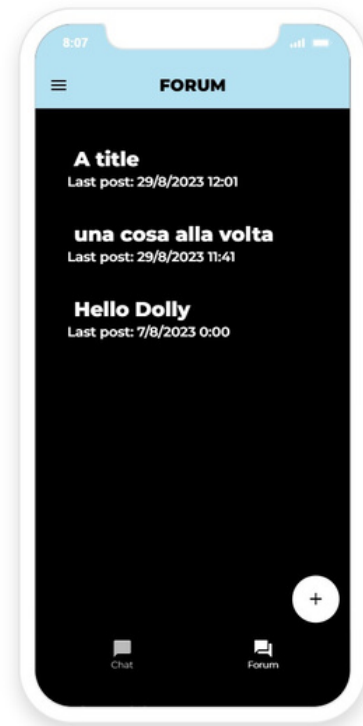 8:07
FORUM
A title
Last post: 29/8/2023 12:01
una cosa alla volta
Last post: 29/8/2023 11:41
Hello Dolly
Last post: 7/8/2023 0:00
+
Chat
Forum